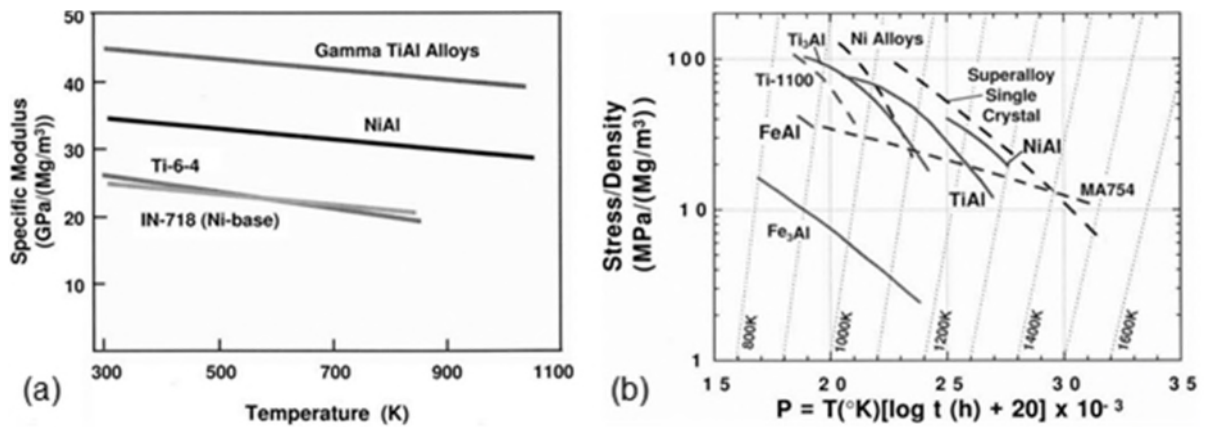 50
40
30
20
10
Specific Modulus
(GPa/(Mg/m³))
Gamma TiAl Alloys
NiAl
Ti-6-4
IN-718 (Ni-base)
300
500
700
900
1100
Temperature (K)
(a)
100
10
1
Stress/Density
(MPa/(Mg/m³)
Ti₃Al
Ni Alloys
Ti-1100
Superalloy
Single
Crystal
FeAl
NiAl
TiAl
MA754
Fe₃Al
800K
1000K
1200K
1400K
1600K
15
20
25
30
35
P = T(°K)[log t (h) + 20] x 10⁻³
(b)